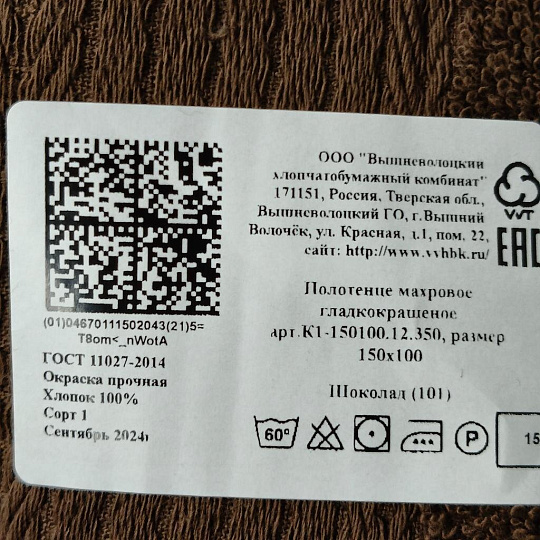 ООО "Вышневолоцкий
хлопчатобумажный комбинат"
171151, Россия, Тверская обл.,
Вышневолоцкий ГО, г.Вышний
Волочёк, ул. Красная, д.1, пом. 22,
сайт: http://www.vvhbk.ru/
VVT
EAC
(01)04670111502043(21)5=
T8om<_nWotA
ГОСТ 11027-2014
Окраска прочная
Хлопок 100%
Сорт 1
Сентябрь 2024г
Полотенце махровое
гладкокрашеное
арт.К1-150100.12.350, размер
150х100
Шоколад (101)
60°
P
15